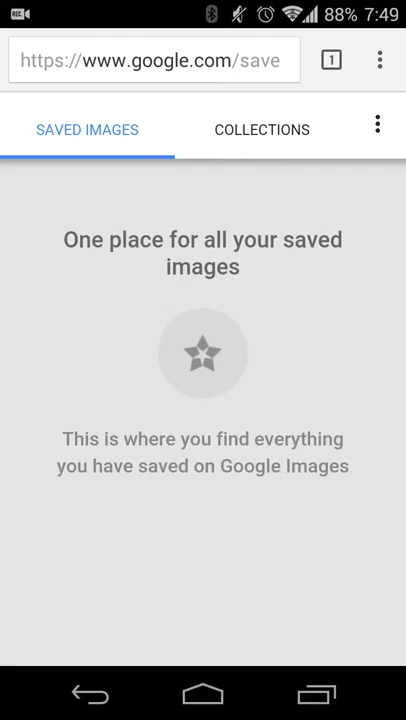 REC 88% 7:49
https://www.google.com/save 1
SAVED IMAGES COLLECTIONS
One place for all your saved
images
This is where you find everything
you have saved on Google Images